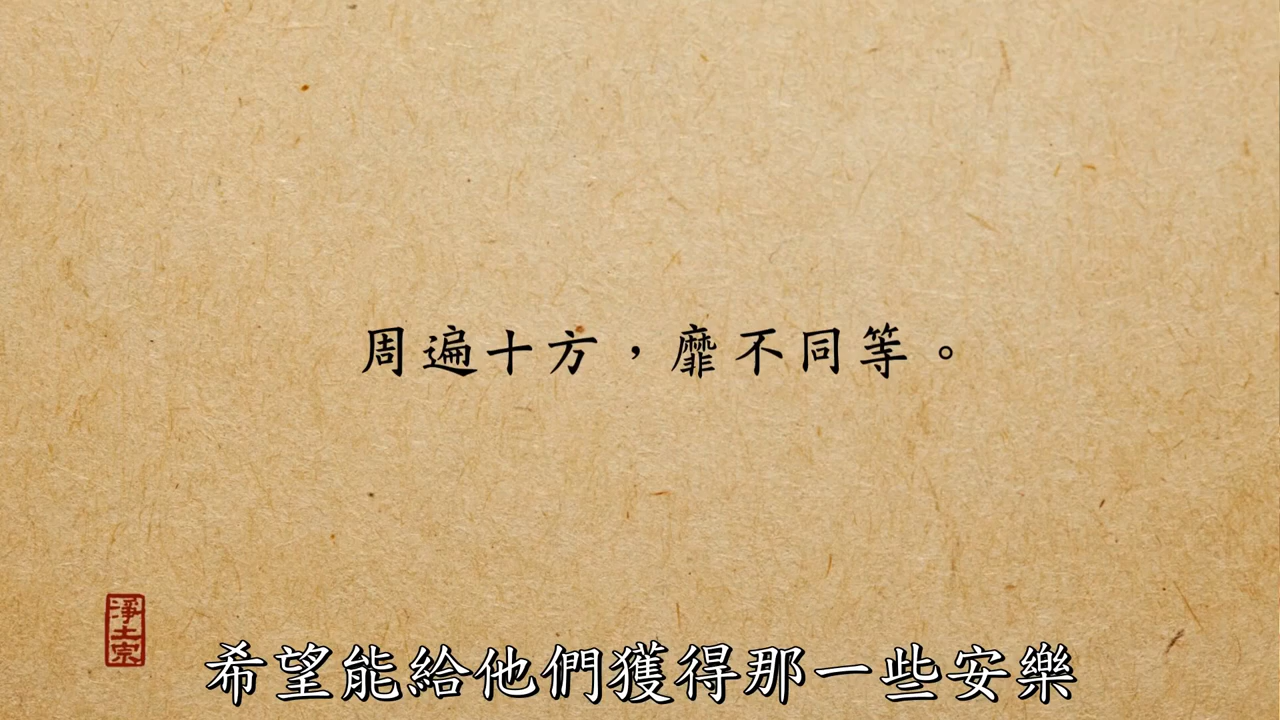 周遍十方，靡不同等。
淨土宗
希望能給他們獲得那一些安樂